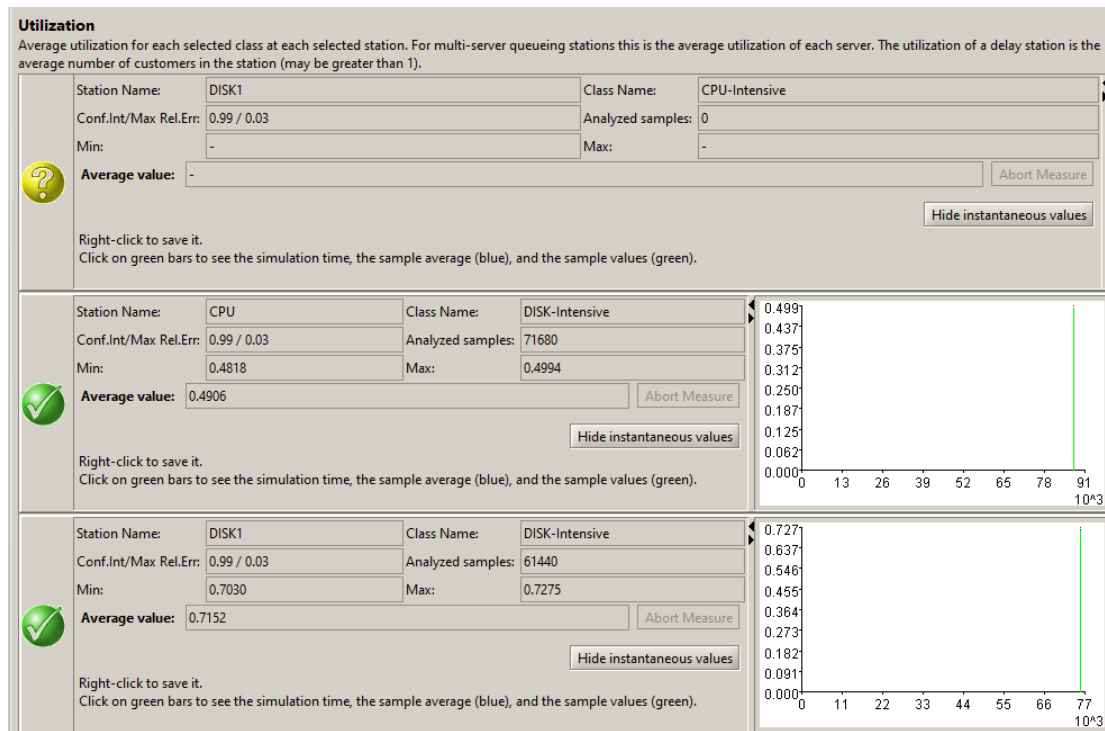 Utilization
Average utilization for each selected class at each selected station. For multi-server queueing stations this is the average utilization of each server. The utilization of a delay station is the
average number of customers in the station (may be greater than 1).
Station Name: DISK1 Class Name: CPU-Intensive
Conf.Int/Max Rel.Err: 0.99 / 0.03 Analyzed samples: 0
Min: - Max: -
Average value: - Abort Measure
Hide instantaneous values
Right-click to save it.
Click on green bars to see the simulation time, the sample average (blue), and the sample values (green).
Station Name: CPU Class Name: DISK-Intensive
Conf.Int/Max Rel.Err: 0.99 / 0.03 Analyzed samples: 71680
Min: 0.4818 Max: 0.4994
Average value: 0.4906 Abort Measure
Hide instantaneous values
Right-click to save it.
Click on green bars to see the simulation time, the sample average (blue), and the sample values (green).
0.499
0.437
0.375
0.312
0.250
0.187
0.125
0.062
0.000
0 13 26 39 52 65 78 91
10^3
Station Name: DISK1 Class Name: DISK-Intensive
Conf.Int/Max Rel.Err: 0.99 / 0.03 Analyzed samples: 61440
Min: 0.7030 Max: 0.7275
Average value: 0.7152 Abort Measure
Hide instantaneous values
Right-click to save it.
Click on green bars to see the simulation time, the sample average (blue), and the sample values (green).
0.727
0.637
0.546
0.455
0.364
0.273
0.182
0.091
0.000
0 11 22 33 44 55 66 77
10^3